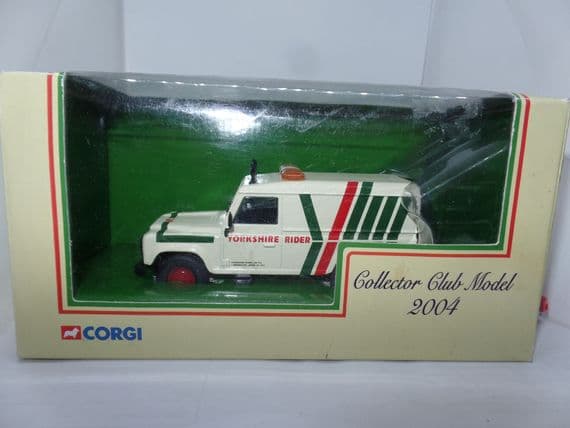 YORKSHIRE RIDER
Collector Club Model
2004
CORGI